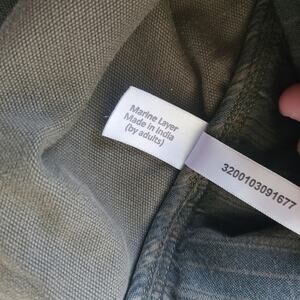 Marine Layer
Made in India
(by adults)
3200103091677